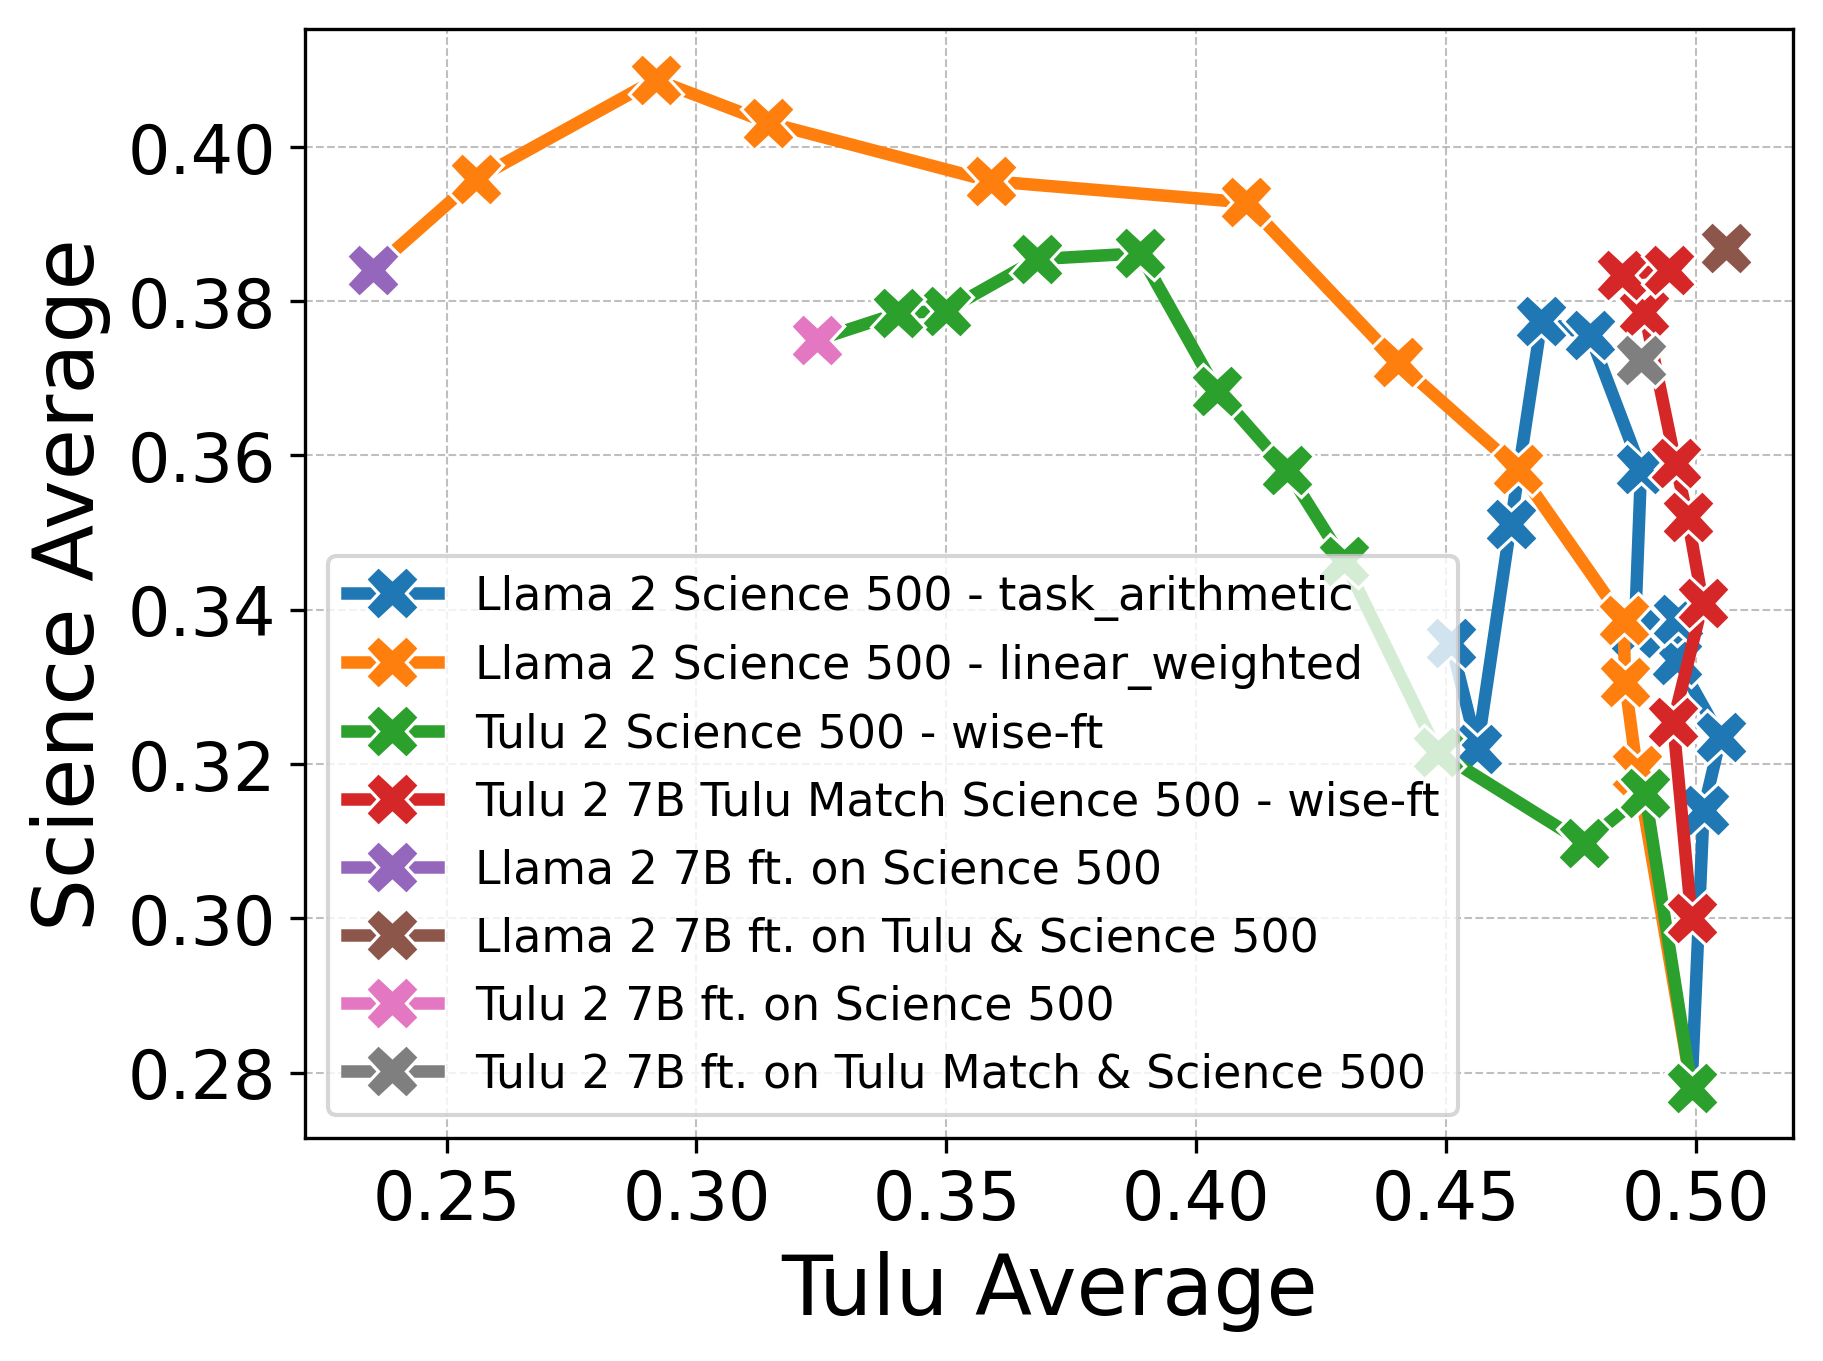 Science Average
0.40
0.38
0.36
0.34
0.32
0.30
0.28
Llama 2 Science 500 - task_arithmetic
Llama 2 Science 500 - linear_weighted
Tulu 2 Science 500 - wise-ft
Tulu 2 7B Tulu Match Science 500 - wise-ft
Llama 2 7B ft. on Science 500
Llama 2 7B ft. on Tulu & Science 500
Tulu 2 7B ft. on Science 500
Tulu 2 7B ft. on Tulu Match & Science 500
0.25 0.30 0.35 0.40 0.45 0.50
Tulu Average